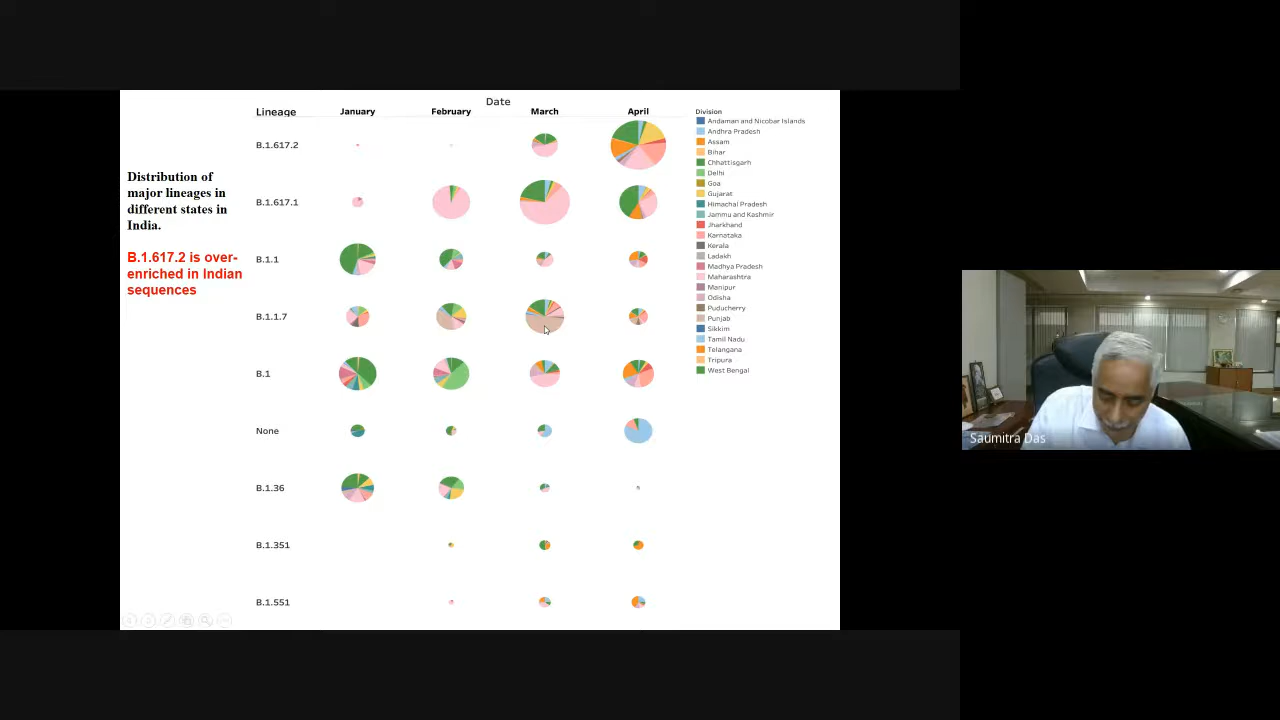 Date
Lineage
January
February
March
April
Division
B.1.617.2
B.1.617.1
B.1.1
B.1.1.7
B.1
None
B.1.36
B.1.351
B.1.551
Distribution of
major lineages in
different states in
India.
B.1.617.2 is over-
enriched in Indian
sequences
Andaman and Nicobar Islands
Andhra Pradesh
Assam
Bihar
Chhattisgarh
Delhi
Goa
Gujarat
Himachal Pradesh
Jammu and Kashmir
Jharkhand
Karnataka
Kerala
Ladakh
Madhya Pradesh
Maharashtra
Manipur
Odisha
Puducherry
Punjab
Sikkim
Tamil Nadu
Telangana
Tripura
West Bengal
Saumitra Das